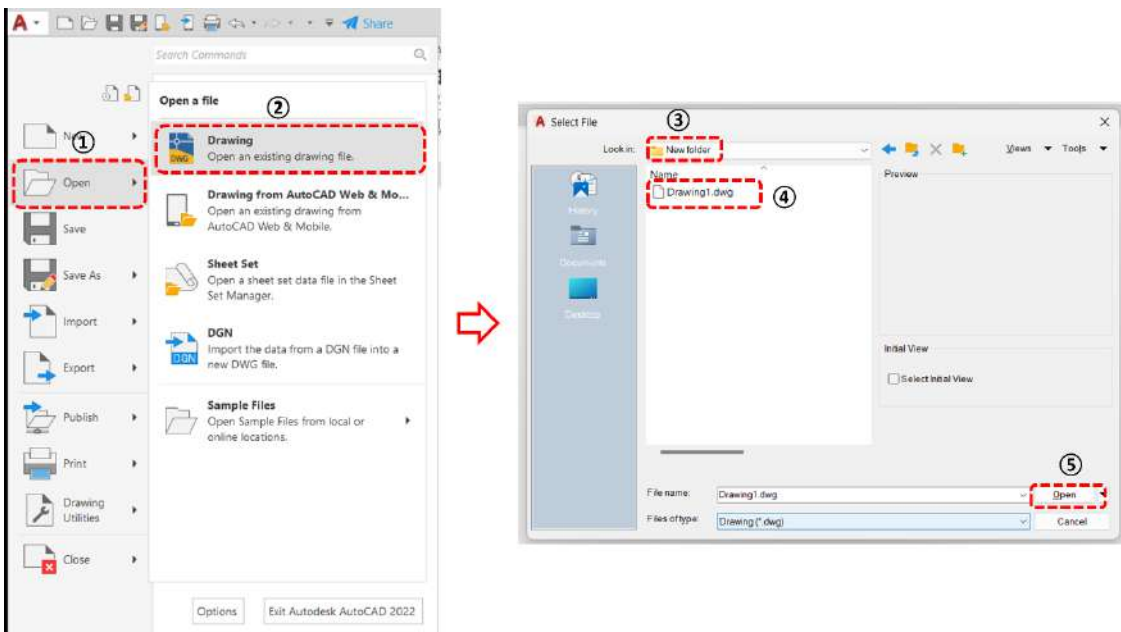 A Share
Search Commands
Open a file
②
Drawing
Open an existing drawing file.
DWG
Drawing from AutoCAD Web & Mo...
Open an existing drawing from
AutoCAD Web & Mobile.
Sheet Set
Open a sheet set data file in the Sheet
Set Manager.
DGN
DGN
Import the data from a DGN file into a
new DWG file.
Sample Files
Open Sample Files from local or
online locations.
①
Open
Save
Save As
Import
Export
Publish
Print
Drawing
Utilities
Close
Options Exit Autodesk AutoCAD 2022
A Select File
③
Look in: New folder Views Tools
Name Preview
Drawing1.dwg ④
History
Documents
Desktop
Initial View
Select Initial View
⑤
File name: Drawing1.dwg Open
Files of type: Drawing (*.dwg) Cancel